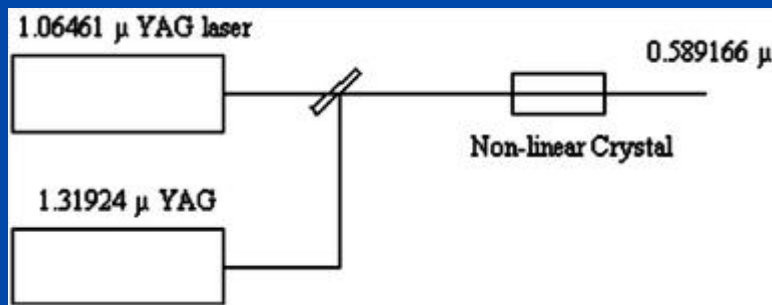 1.06461 µ YAG laser
0.589166 µ
Non-linear Crystal
1.31924 µ YAG